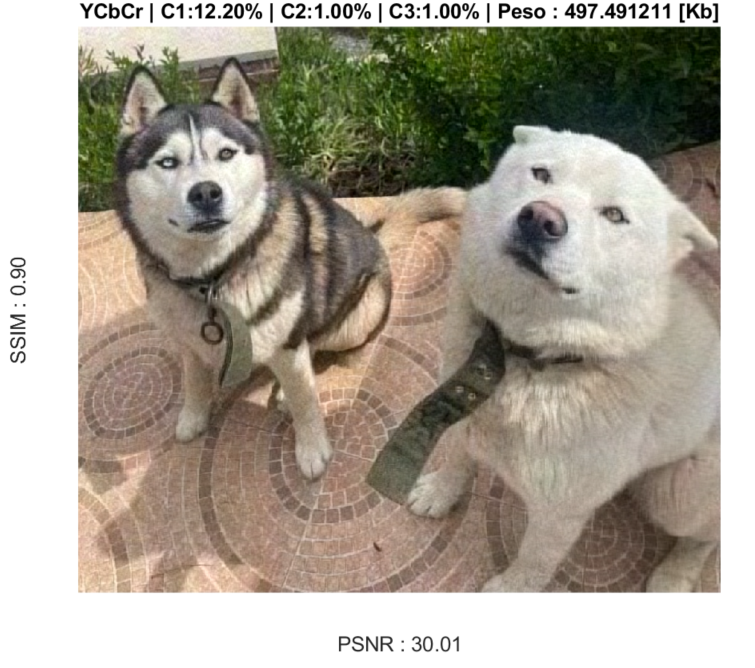 YCbCr | C1:12.20% | C2:1.00% | C3:1.00% | Peso : 497.491211 [Kb]
SSIM : 0.90
PSNR : 30.01